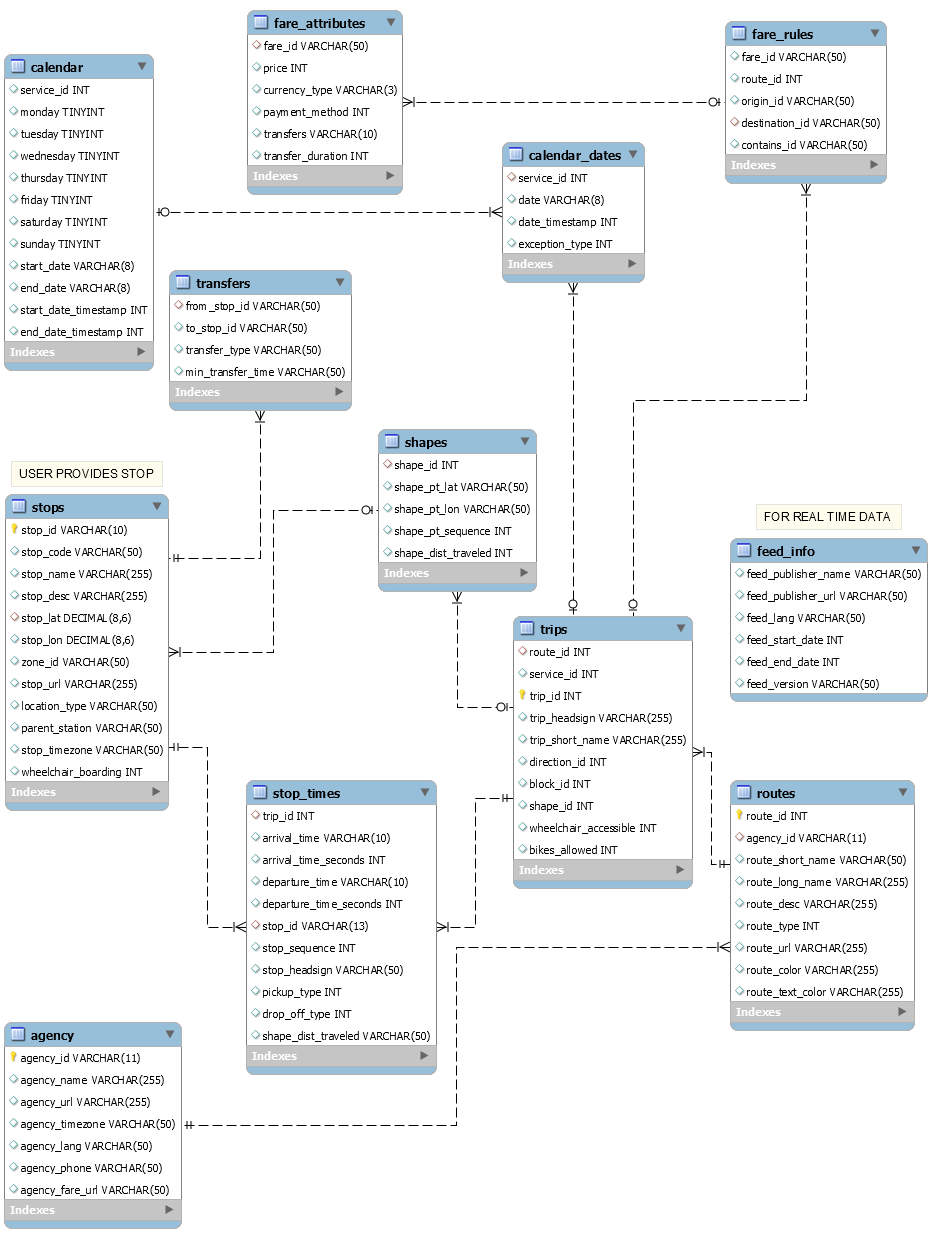 fare_attributes
fare_id VARCHAR(50)
price INT
currency_type VARCHAR(3)
payment_method INT
transfers VARCHAR(10)
transfer_duration INT
Indexes
fare_rules
fare_id VARCHAR(50)
route_id INT
origin_id VARCHAR(50)
destination_id VARCHAR(50)
contains_id VARCHAR(50)
Indexes
calendar
service_id INT
monday TINYINT
tuesday TINYINT
wednesday TINYINT
thursday TINYINT
friday TINYINT
saturday TINYINT
sunday TINYINT
start_date VARCHAR(8)
end_date VARCHAR(8)
start_date_timestamp INT
end_date_timestamp INT
Indexes
calendar_dates
service_id INT
date VARCHAR(8)
date_timestamp INT
exception_type INT
Indexes
transfers
from_stop_id VARCHAR(50)
to_stop_id VARCHAR(50)
transfer_type VARCHAR(50)
min_transfer_time VARCHAR(50)
Indexes
shapes
shape_id INT
shape_pt_lat VARCHAR(50)
shape_pt_lon VARCHAR(50)
shape_pt_sequence INT
shape_dist_traveled INT
Indexes
USER PROVIDES STOP
stops
stop_id VARCHAR(10)
stop_code VARCHAR(50)
stop_name VARCHAR(255)
stop_desc VARCHAR(255)
stop_lat DECIMAL(8,6)
stop_lon DECIMAL(8,6)
zone_id VARCHAR(50)
stop_url VARCHAR(255)
location_type VARCHAR(50)
parent_station VARCHAR(50)
stop_timezone VARCHAR(50)
wheelchair_boarding INT
Indexes
FOR REAL TIME DATA
feed_info
feed_publisher_name VARCHAR(50)
feed_publisher_url VARCHAR(50)
feed_lang VARCHAR(50)
feed_start_date INT
feed_end_date INT
feed_version VARCHAR(50)
trips
route_id INT
service_id INT
trip_id INT
trip_headsign VARCHAR(255)
trip_short_name VARCHAR(255)
direction_id INT
block_id INT
shape_id INT
wheelchair_accessible INT
bikes_allowed INT
Indexes
stop_times
trip_id INT
arrival_time VARCHAR(10)
arrival_time_seconds INT
departure_time VARCHAR(10)
departure_time_seconds INT
stop_id VARCHAR(13)
stop_sequence INT
stop_headsign VARCHAR(50)
pickup_type INT
drop_off_type INT
shape_dist_traveled VARCHAR(50)
Indexes
routes
route_id INT
agency_id VARCHAR(11)
route_short_name VARCHAR(50)
route_long_name VARCHAR(255)
route_desc VARCHAR(255)
route_type INT
route_url VARCHAR(255)
route_color VARCHAR(255)
route_text_color VARCHAR(255)
Indexes
agency
agency_id VARCHAR(11)
agency_name VARCHAR(255)
agency_url VARCHAR(255)
agency_timezone VARCHAR(50)
agency_lang VARCHAR(50)
agency_phone VARCHAR(50)
agency_fare_url VARCHAR(50)
Indexes